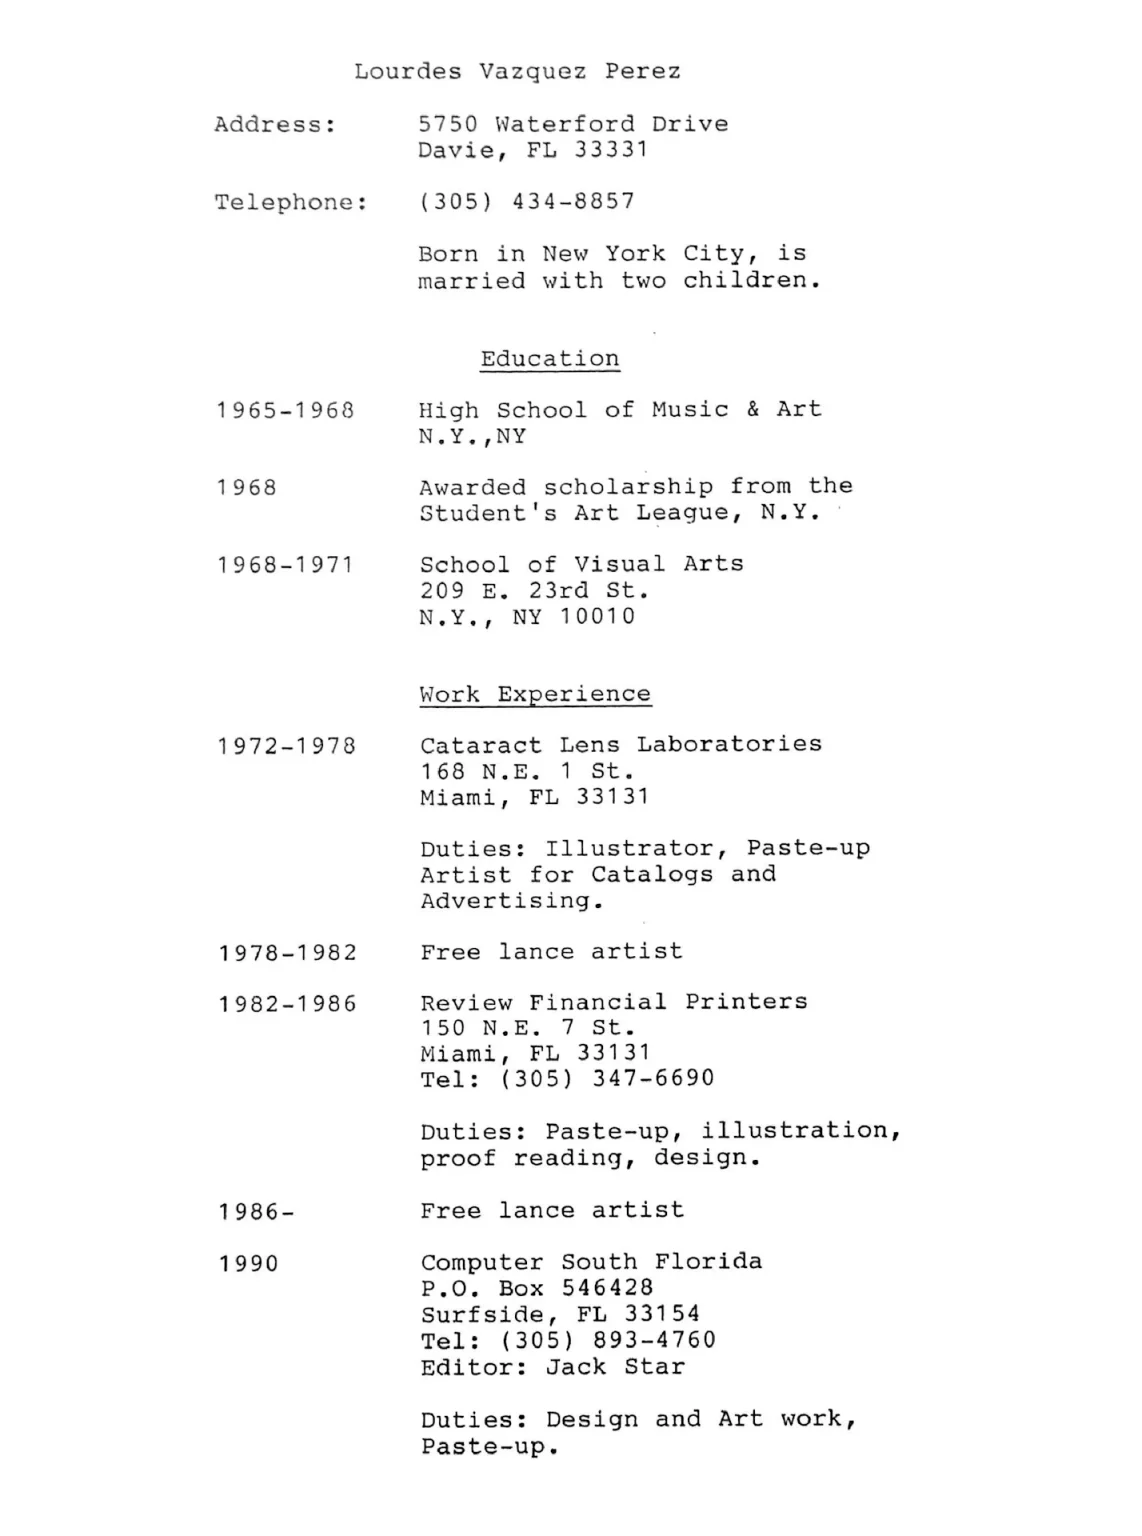 Lourdes Vazquez Perez
Address: 5750 Waterford Drive
Davie, FL 33331
Telephone: (305) 434-8857
Born in New York City, is
married with two children.
Education
1965-1968 High School of Music & Art
N.Y.,NY
1968 Awarded scholarship from the
Student's Art League, N.Y.
1968-1971 School of Visual Arts
209 E. 23rd St.
N.Y., NY 10010
Work Experience
1972-1978 Cataract Lens Laboratories
168 N.E. 1 St.
Miami, FL 33131
Duties: Illustrator, Paste-up
Artist for Catalogs and
Advertising.
1978-1982 Free lance artist
1982-1986 Review Financial Printers
150 N.E. 7 St.
Miami, FL 33131
Tel: (305) 347-6690
Duties: Paste-up, illustration,
proof reading, design.
1986- Free lance artist
1990 Computer South Florida
P.O. Box 546428
Surfside, FL 33154
Tel: (305) 893-4760
Editor: Jack Star
Duties: Design and Art work,
Paste-up.